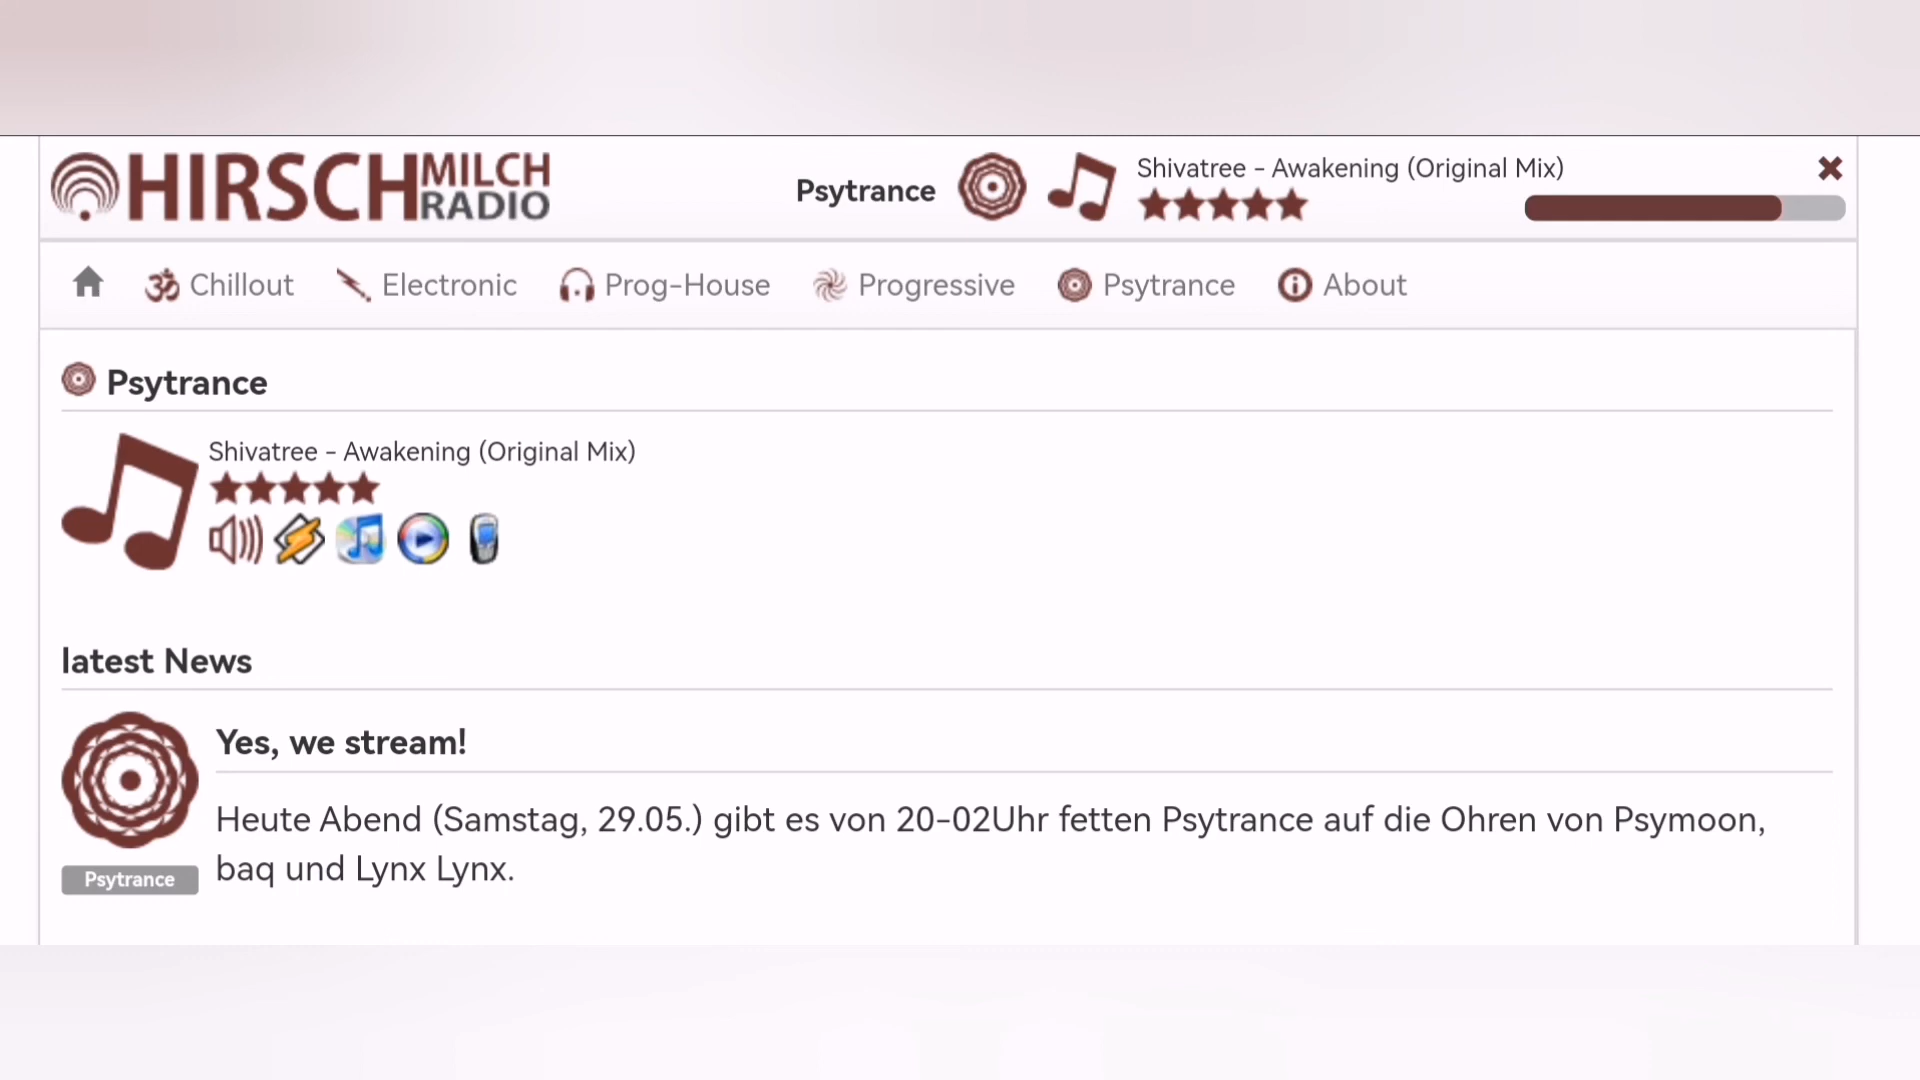 HIRSCHMILCH RADIO
Psytrance
Shivatree - Awakening (Original Mix)
Chillout Electronic Prog-House Progressive Psytrance About
Psytrance
Shivatree - Awakening (Original Mix)
latest News
Yes, we stream!
Heute Abend (Samstag, 29.05.) gibt es von 20-02Uhr fetten Psytrance auf die Ohren von Psymoon,
baq und Lynx Lynx.
Psytrance